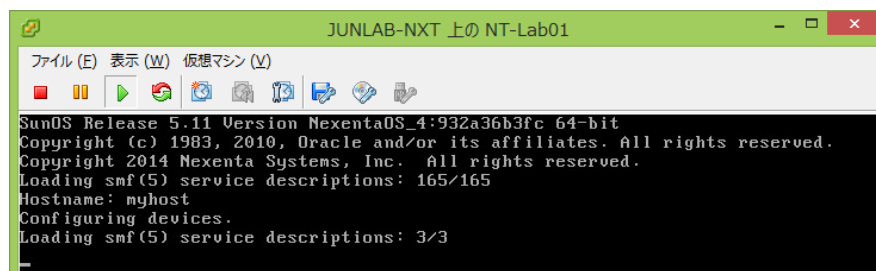 JUNLAB-NXT 上の NT-Lab01
ファイル (F) 表示 (W) 仮想マシン (V)
SunOS Release 5.11 Version NexentaOS_4:932a36b3fc 64-bit
Copyright (c) 1983, 2010, Oracle and/or its affiliates. All rights reserved.
Copyright 2014 Nexenta Systems, Inc.  All rights reserved.
Loading smf(5) service descriptions: 165/165
Hostname: myhost
Configuring devices.
Loading smf(5) service descriptions: 3/3